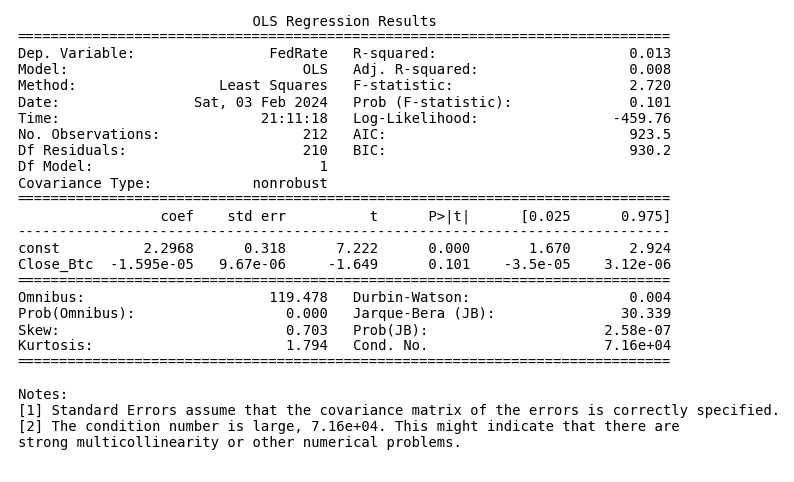 OLS Regression Results
==============================================================================
Dep. Variable:                FedRate   R-squared:                       0.013
Model:                            OLS   Adj. R-squared:                  0.008
Method:                 Least Squares   F-statistic:                     2.720
Date:                Sat, 03 Feb 2024   Prob (F-statistic):              0.101
Time:                        21:11:18   Log-Likelihood:                -459.76
No. Observations:                 212   AIC:                             923.5
Df Residuals:                     210   BIC:                             930.2
Df Model:                           1
Covariance Type:            nonrobust
==============================================================================
                 coef    std err          t      P>|t|      [0.025      0.975]
------------------------------------------------------------------------------
const          2.2968      0.318      7.222      0.000       1.670       2.924
Close_Btc  -1.595e-05   9.67e-06     -1.649      0.101    -3.5e-05    3.12e-06
==============================================================================
Omnibus:                      119.478   Durbin-Watson:                   0.004
Prob(Omnibus):                  0.000   Jarque-Bera (JB):               30.339
Skew:                           0.703   Prob(JB):                     2.58e-07
Kurtosis:                       1.794   Cond. No.                     7.16e+04
==============================================================================

Notes:
[1] Standard Errors assume that the covariance matrix of the errors is correctly specified.
[2] The condition number is large, 7.16e+04. This might indicate that there are
strong multicollinearity or other numerical problems.